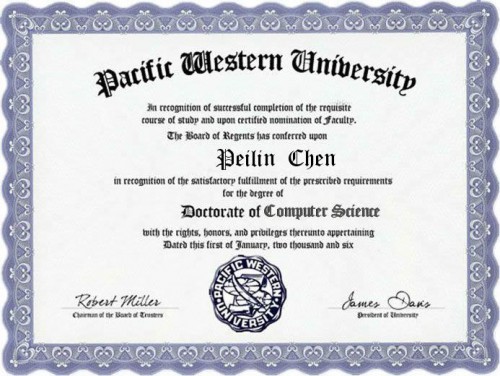 Pacific Western University
In recognition of successful completion of the requisite
course of study and upon certified nomination of Faculty.
The Board of Regents has conferred upon
Peilin Chen
in recognition of the satisfactory fulfillment of the prescribed requirements
for the degree of
Doctorate of Computer Science
with the rights, honors, and privileges thereunto appertaining
Dated this first of January, two thousand and six
PACIFIC WESTERN
UNIVERSITY
Robert Miller
Chairman of the Board of Trustees
James Davis
President of University